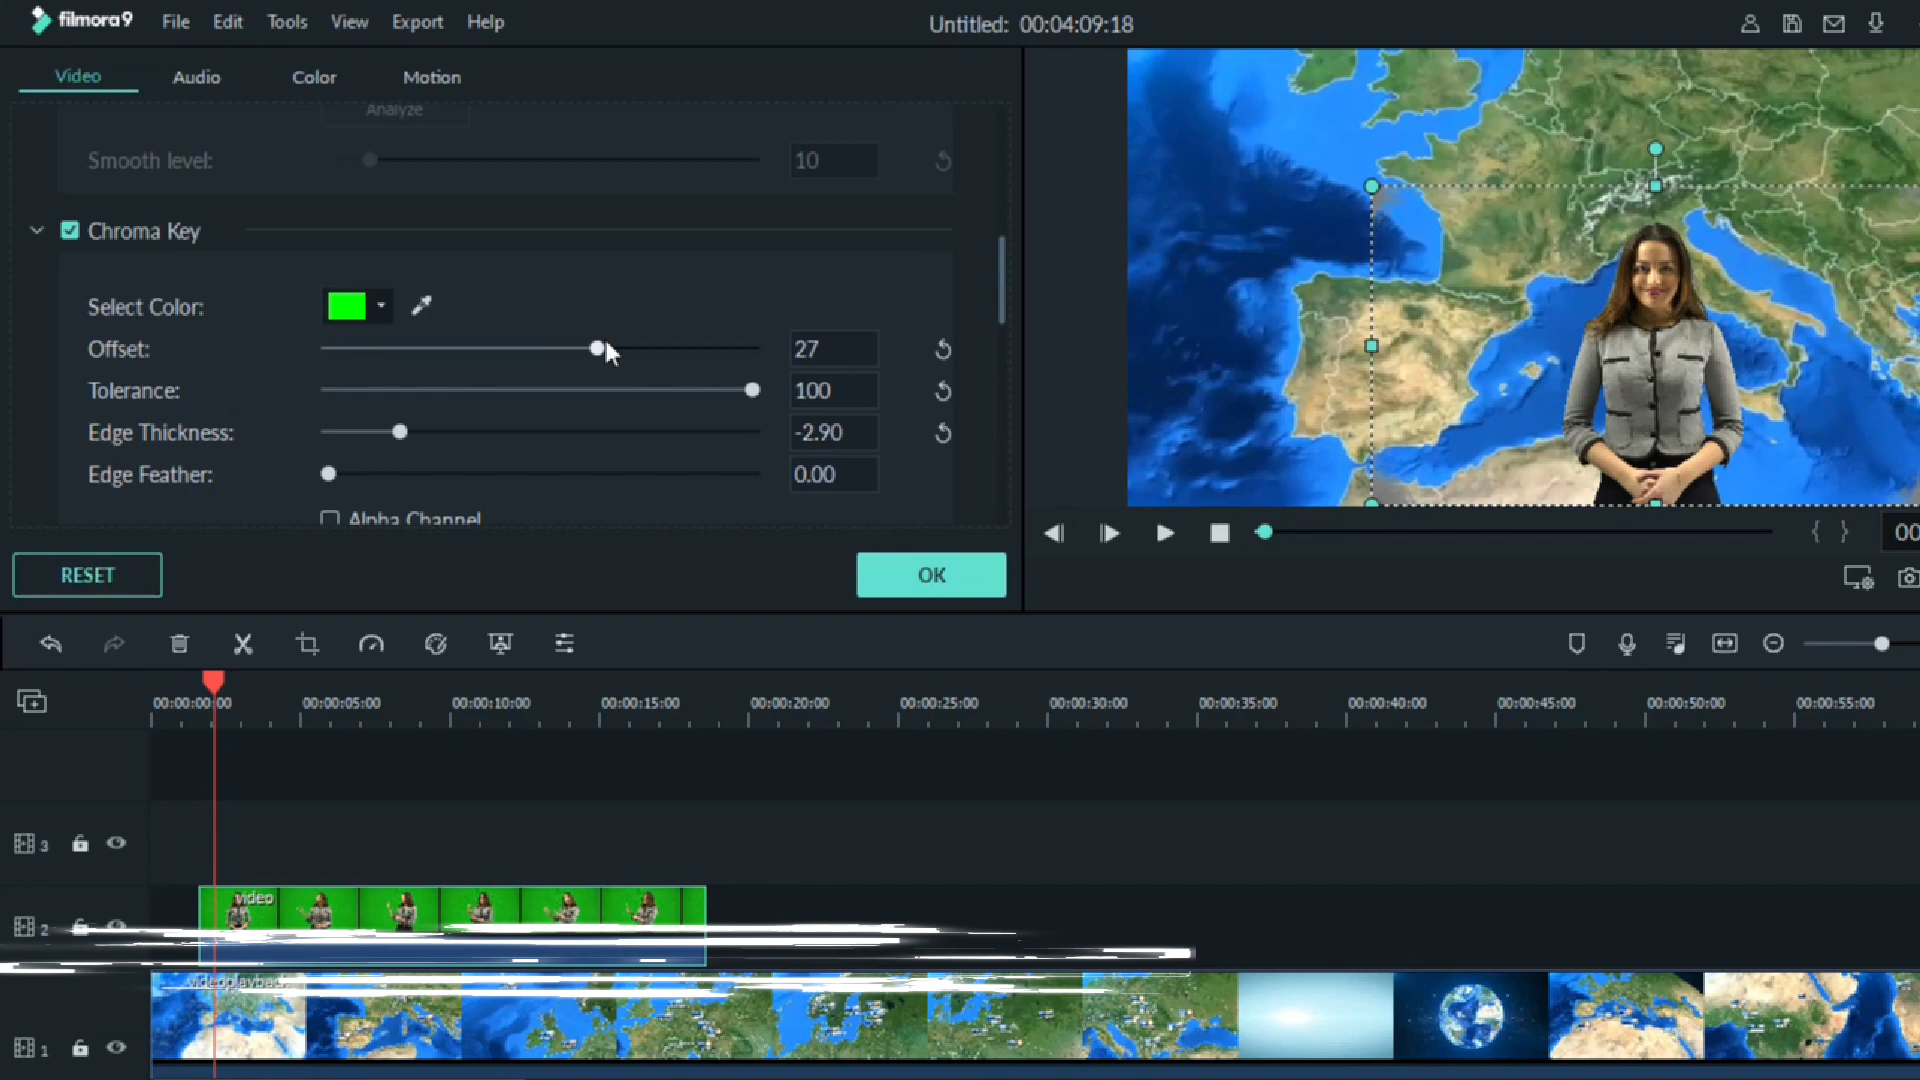 filmora9 File Edit Tools View Export Help Untitled: 00:04:09:18
Video Audio Color Motion
Analyze
Smooth level: 10
Chroma Key
Select Color:
Offset: 27
Tolerance: 100
Edge Thickness: -2.90
Edge Feather: 0.00
Alpha Channel
{ } 00
RESET OK
00:00:00:00 00:00:05:00 00:00:10:00 00:00:15:00 00:00:20:00 00:00:25:00 00:00:30:00 00:00:35:00 00:00:40:00 00:00:45:00 00:00:50:00 00:00:55:00
3
video
2
videoplayba
1